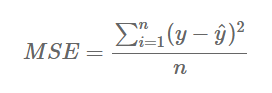 MSE = \frac{\sum_{i=1}^{n}(y - \hat{y})^2}{n}